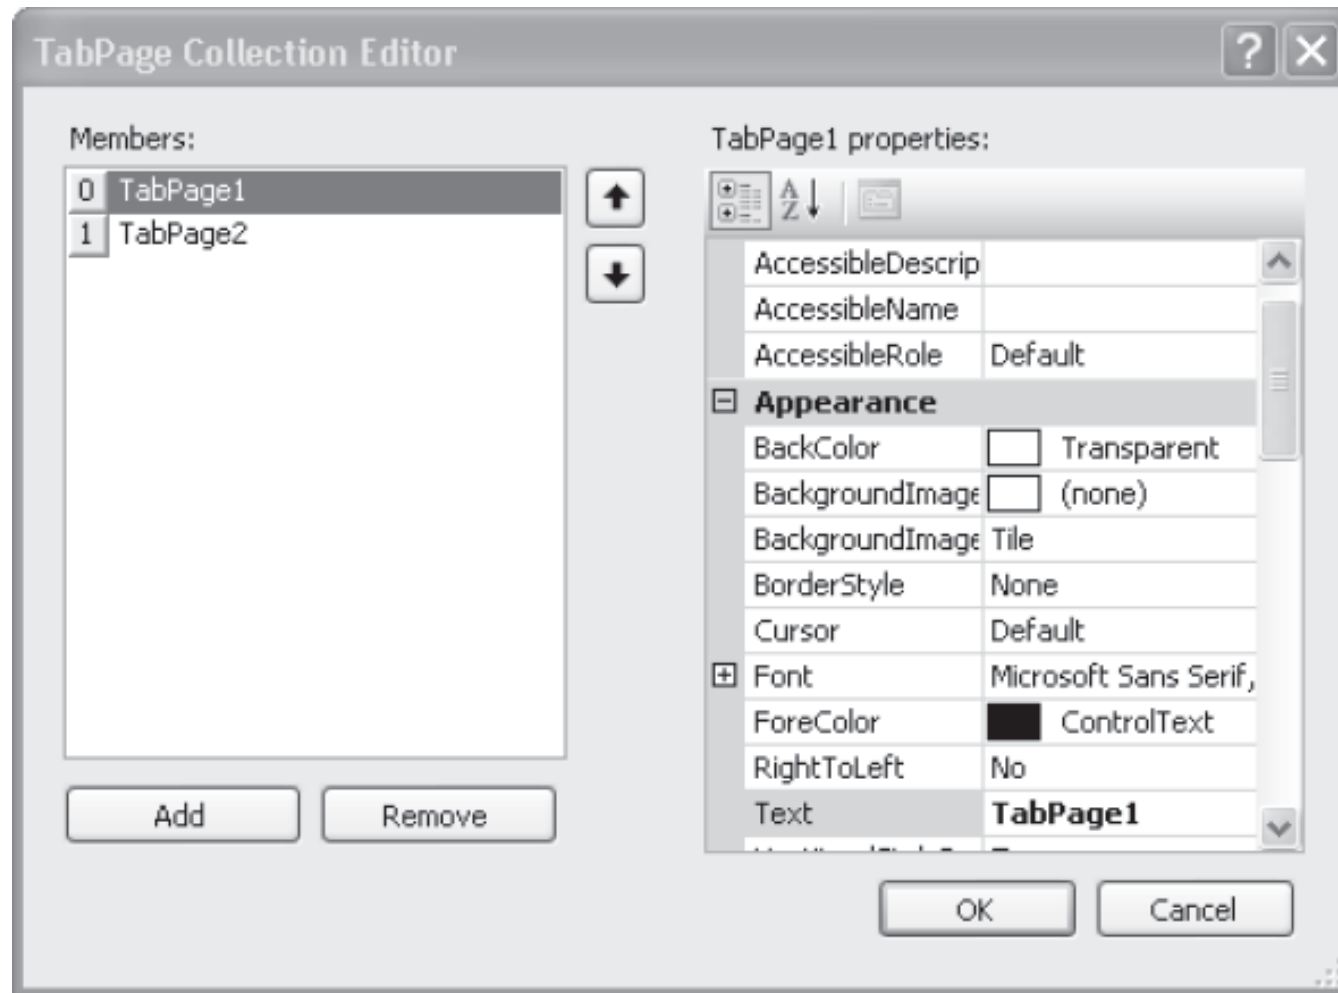 TabPage Collection Editor
Members:
0 TabPage1
1 TabPage2
Add
Remove
TabPage1 properties:
AccessibleDescrip
AccessibleName
AccessibleRole Default
Appearance
BackColor Transparent
BackgroundImage (none)
BackgroundImage Tile
BorderStyle None
Cursor Default
Font Microsoft Sans Serif,
ForeColor ControlText
RightToLeft No
Text TabPage1
OK
Cancel